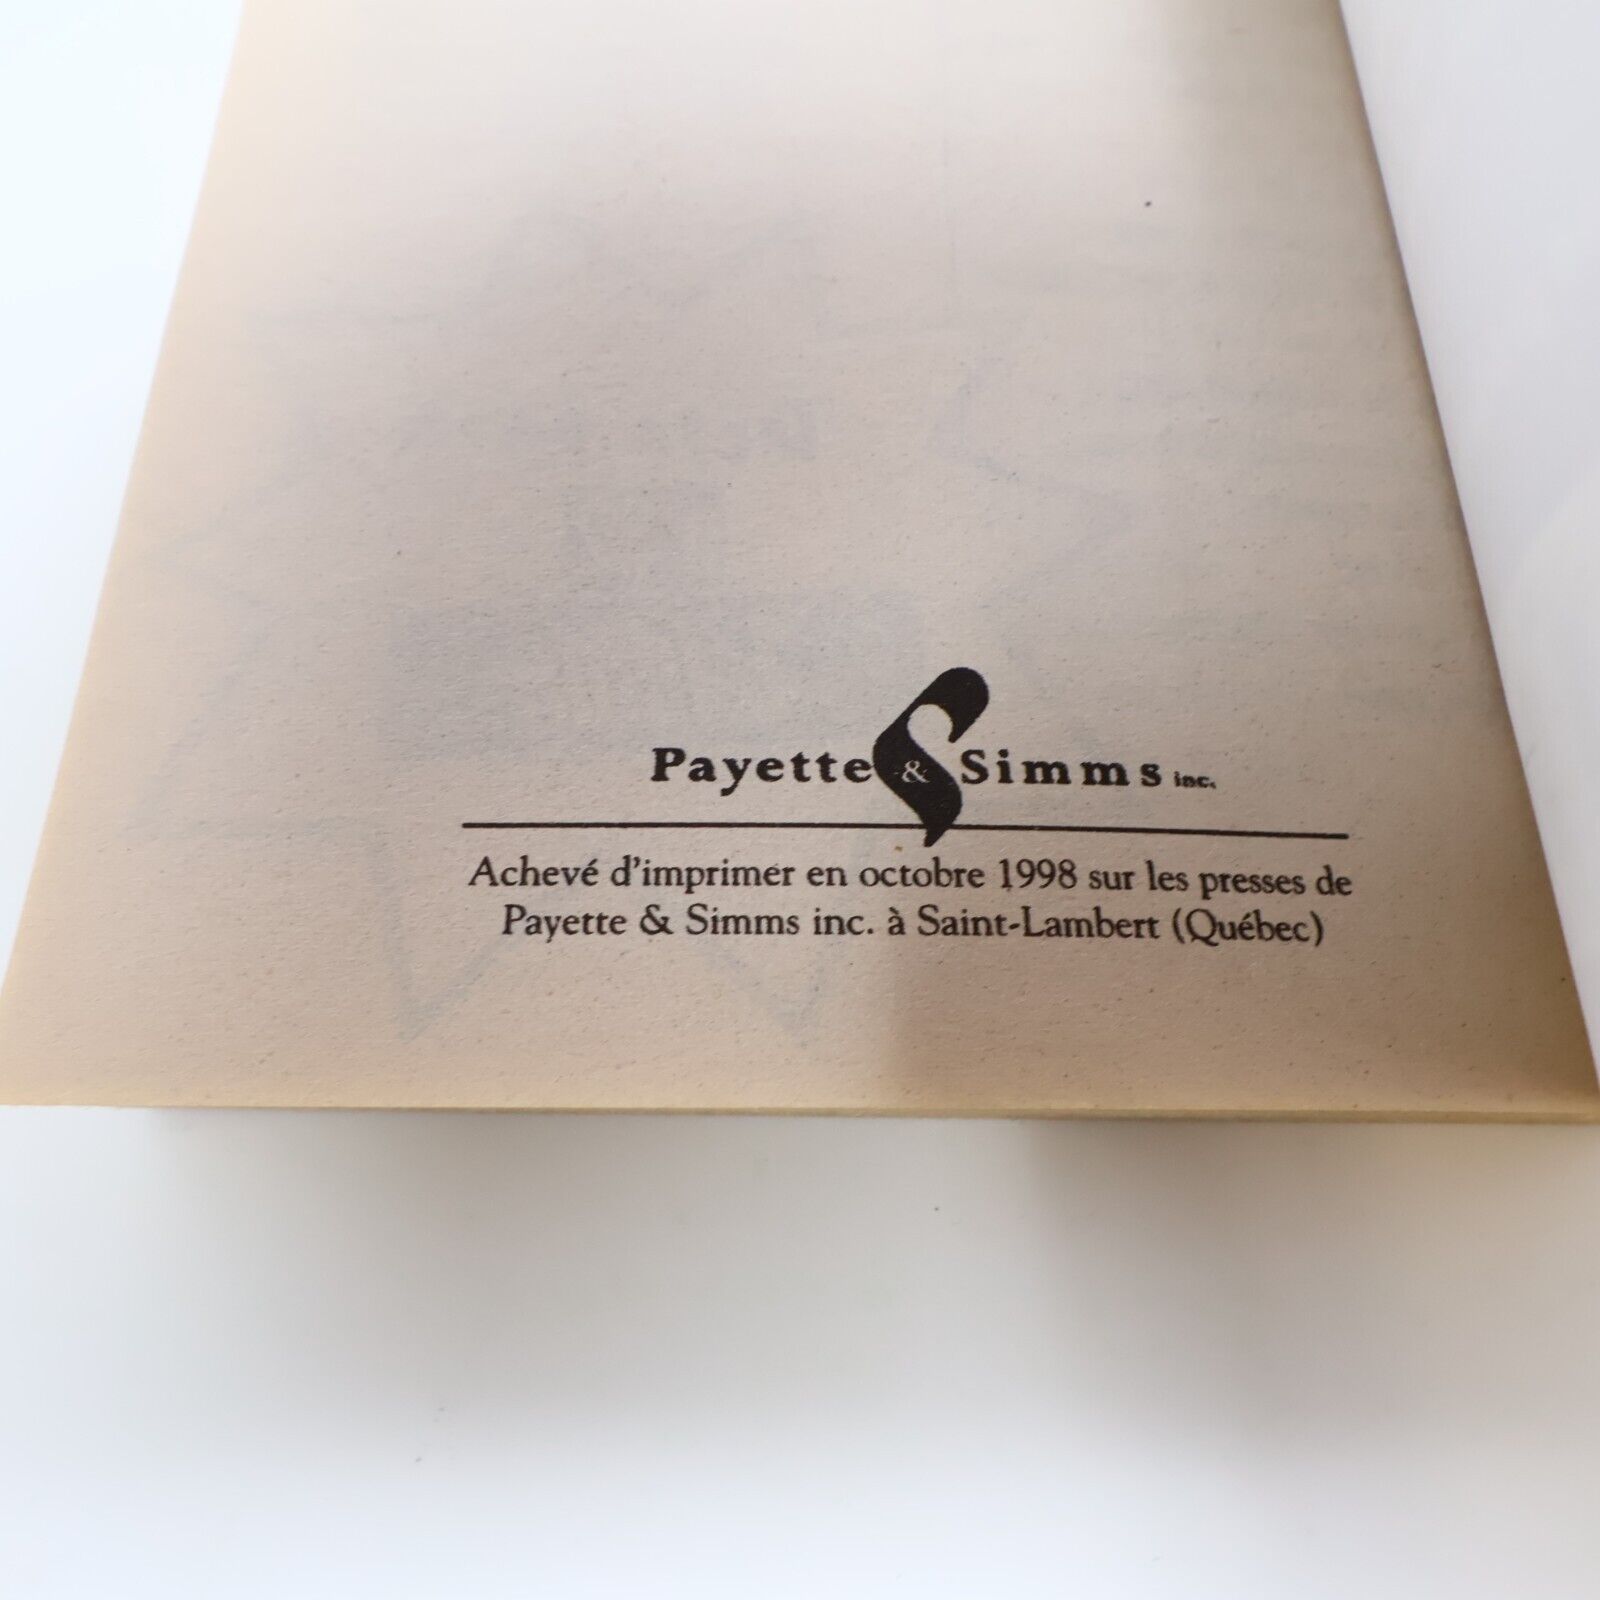 Payette & Simms inc.
Achevé d'imprimer en octobre 1998 sur les presses de
Payette & Simms inc. à Saint-Lambert (Québec)